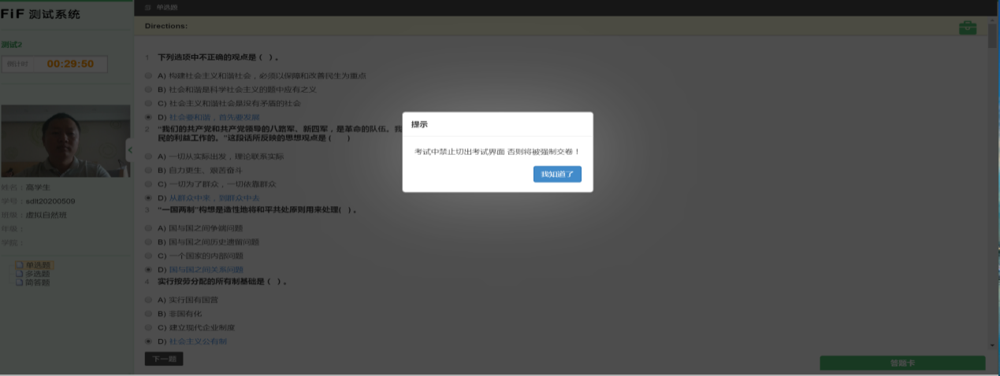 FiF 测试系统
单选题
Directions:
测试2
倒计时 00:29:50
1 下列选项中不正确的观点是（ ）。
A) 构建社会主义和谐社会，必须以保障和改善民生为重点
B) 社会和谐是科学社会主义的题中应有之义
C) 社会主义和谐社会是没有矛盾的社会
D) 社会要和谐，首先要发展
2 “我们的共产党和共产党领导的八路军、新四军，是革命的队伍。我
民的利益工作的。”这段话所反映的思想观点是（ ）
A) 一切从实际出发，理论联系实际
B) 自力更生、艰苦奋斗
C) 一切为了群众，一切依靠群众
D) 从群众中来，到群众中去
3 “一国两制”构想是造性地将和平共处原则用来处理( )。
A) 国与国之间争端问题
B) 国与国之间历史遗留问题
C) 一个国家的内部问题
D) 国与国之间关系问题
4 实行按劳分配的所有制基础是（ ）。
A) 实行国有国营
B) 非国有化
C) 建立现代企业制度
D) 社会主义公有制
下一题
答题卡
姓名：高学生
学号：sdlt20200509
班级：虚拟自然班
年级：
学院：
单选题
多选题
简答题
提示
考试中禁止切出考试界面 否则将被强制交卷！
我知道了